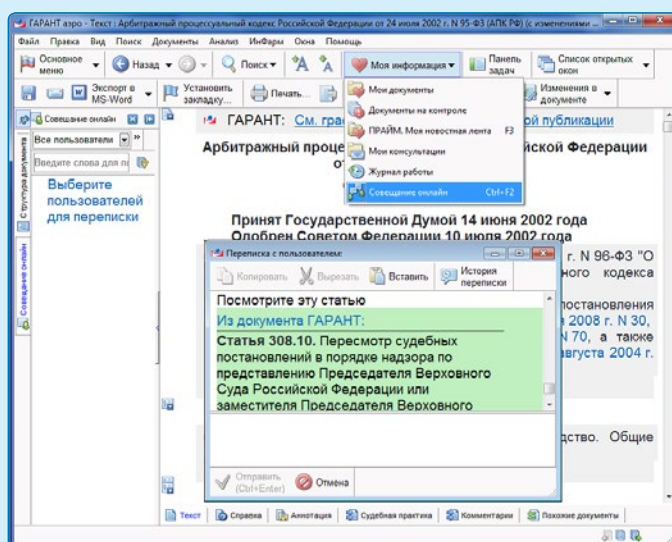 ГАРАНТ аэро - Текст : Арбитражный процессуальный кодекс Российской Федерации от 24 июля 2002 г. N 95-ФЗ (АПК РФ) (с изменениями ...
Файл Правка Вид Поиск Документы Анализ ИнФарм Окна Помощь
Основное меню
Назад
Поиск
Моя информация
Панель задач
Список открытых окон
Экспорт в MS-Word
Установить закладку...
Печать...
Изменения в документе
Мои документы
Документы на контроле
ПРАЙМ. Моя новостная лента F3
Мои консультации
Журнал работы
Совещание онлайн Ctrl+F2
Структура документа
Совещание онлайн
Совещание онлайн
Все пользователи
Введите слова для
Выберите
пользователей
для переписки
ГАРАНТ: См. гра ой публикации
Арбитражный проце йской Федерации
Принят Государственной Думой 14 июня 2002 года
Одобрен Советом Федерации 10 июля 2002 года
г. N 96-ФЗ "О
ного кодекса
постановления
2008 г. N 30,
N 70, а также
августа 2004 г.
дство. Общие
Переписка с пользователем:
Копировать Вырезать Вставить История переписки
Посмотрите эту статью
Из документа ГАРАНТ:
Статья 308.10. Пересмотр судебных
постановлений в порядке надзора по
представлению Председателя Верховного
Суда Российской Федерации или
заместителя Председателя Верховного
Отправить (Ctrl+Enter)
Отмена
Текст Справка Аннотация Судебная практика Комментарии Похожие документы